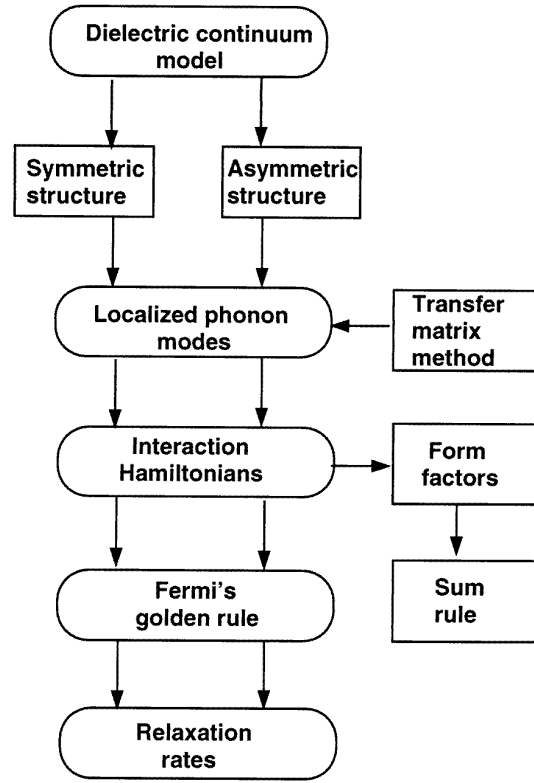 Dielectric continuum
model
Symmetric
structure
Asymmetric
structure
Localized phonon
modes
Transfer
matrix
method
Interaction
Hamiltonians
Form
factors
Fermi's
golden rule
Sum
rule
Relaxation
rates